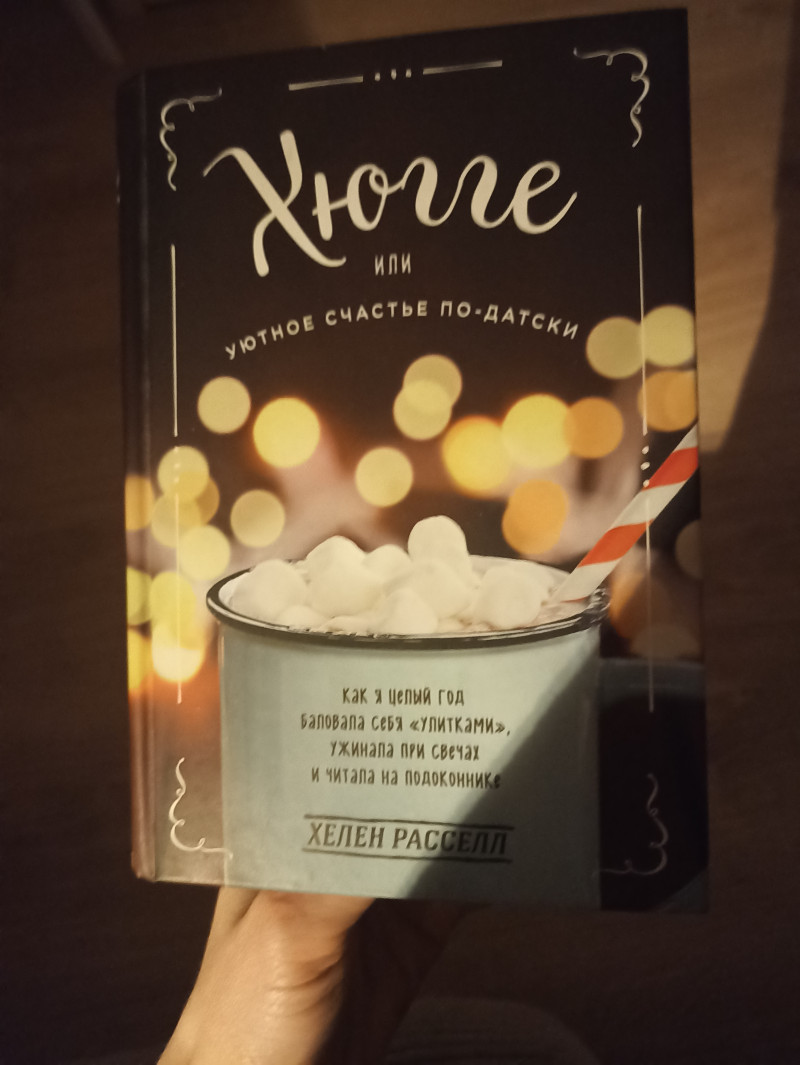 Хюгге
или
уютное счастье по-датски
как я целый год
баловала себя «улитками»,
ужинала при свечах
и читала на подоконнике
ХЕЛЕН РАССЕЛЛ